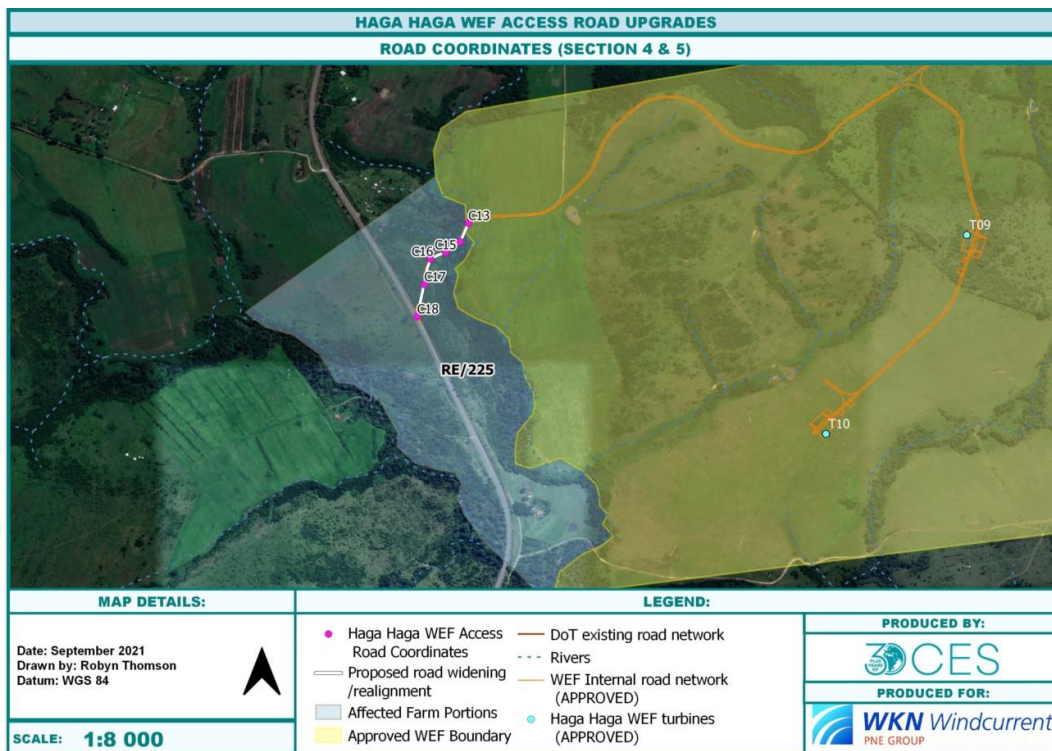 HAGA HAGA WEF ACCESS ROAD UPGRADES
ROAD COORDINATES (SECTION 4 & 5)
C13
C15
C16
C17
C18
RE/225
T09
T10
MAP DETAILS:
Date: September 2021
Drawn by: Robyn Thomson
Datum: WGS 84
SCALE: 1:8 000
LEGEND:
Haga Haga WEF Access
Road Coordinates
Proposed road widening
/realignment
Affected Farm Portions
Approved WEF Boundary
DoT existing road network
Rivers
WEF Internal road network
(APPROVED)
Haga Haga WEF turbines
(APPROVED)
PRODUCED BY:
30 PLUS YEARS OF CES
PRODUCED FOR:
WKN Windcurrent
PNE GROUP